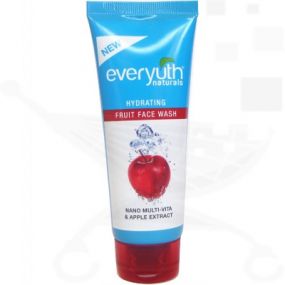 NEW
everyuth®
naturals
HYDRATING
FRUIT FACE WASH
NANO MULTI-VITA
& APPLE EXTRACT